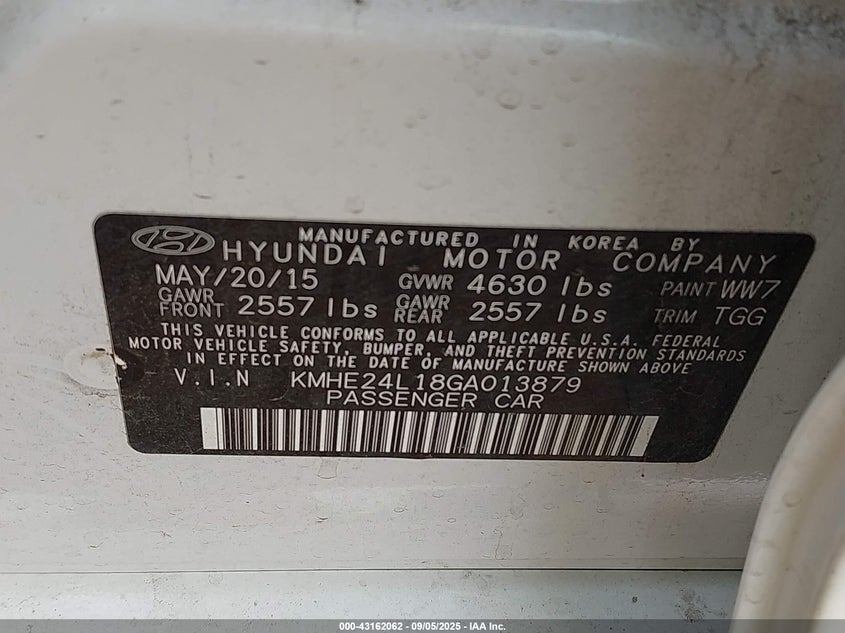 MANUFACTURED IN KOREA BY
HYUNDAI MOTOR COMPANY
MAY/20/15 GVWR 4630 lbs PAINT WW7
GAWR FRONT 2557 lbs GAWR REAR 2557 lbs TRIM TGG
THIS VEHICLE CONFORMS TO ALL APPLICABLE U.S.A. FEDERAL
MOTOR VEHICLE SAFETY, BUMPER, AND THEFT PREVENTION STANDARDS
IN EFFECT ON THE DATE OF MANUFACTURE SHOWN ABOVE
V.I.N KMHE24L18GA013879
PASSENGER CAR
000-43162062 - 09/05/2025 - IAA Inc.